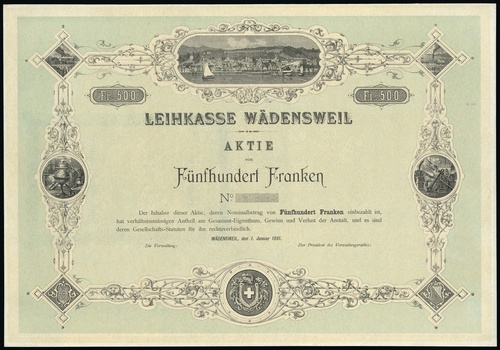 Fr. 500
Fr. 500
LEIHKASSE WÄDENSWEIL
AKTIE
von
Fünfhundert Franken
No
Der Inhaber dieser Aktie, deren Nominalbetrag von Fünfhundert Franken einbezahlt ist,
hat verhältnissmässigen Antheil am Gesammt-Eigenthum, Gewinn und Verlust der Anstalt, und es sind
deren Gesellschafts-Statuten für ihn rechtsverbindlich.
WÄDENSWEIL, den 1. Januar
Die Verwaltung:
Der Präsident des Verwaltungsrathes: